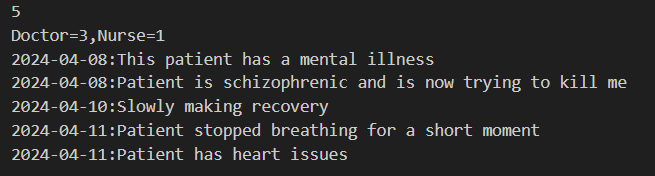 5
Doctor=3,Nurse=1
2024-04-08:This patient has a mental illness
2024-04-08:Patient is schizophrenic and is now trying to kill me
2024-04-10:Slowly making recovery
2024-04-11:Patient stopped breathing for a short moment
2024-04-11:Patient has heart issues